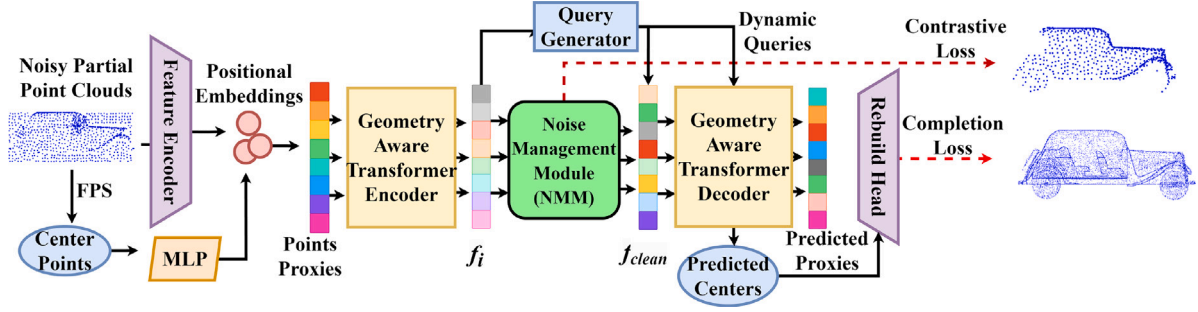 Noisy Partial
Point Clouds
FPS
Center
Points
MLP
Feature Encoder
Positional
Embeddings
Points
Proxies
Geometry
Aware
Transformer
Encoder
f_i
Query
Generator
Dynamic
Queries
Noise
Management
Module
(NMM)
f_clean
Geometry
Aware
Transformer
Decoder
Predicted
Centers
Predicted
Proxies
Rebuild Head
Contrastive
Loss
Completion
Loss